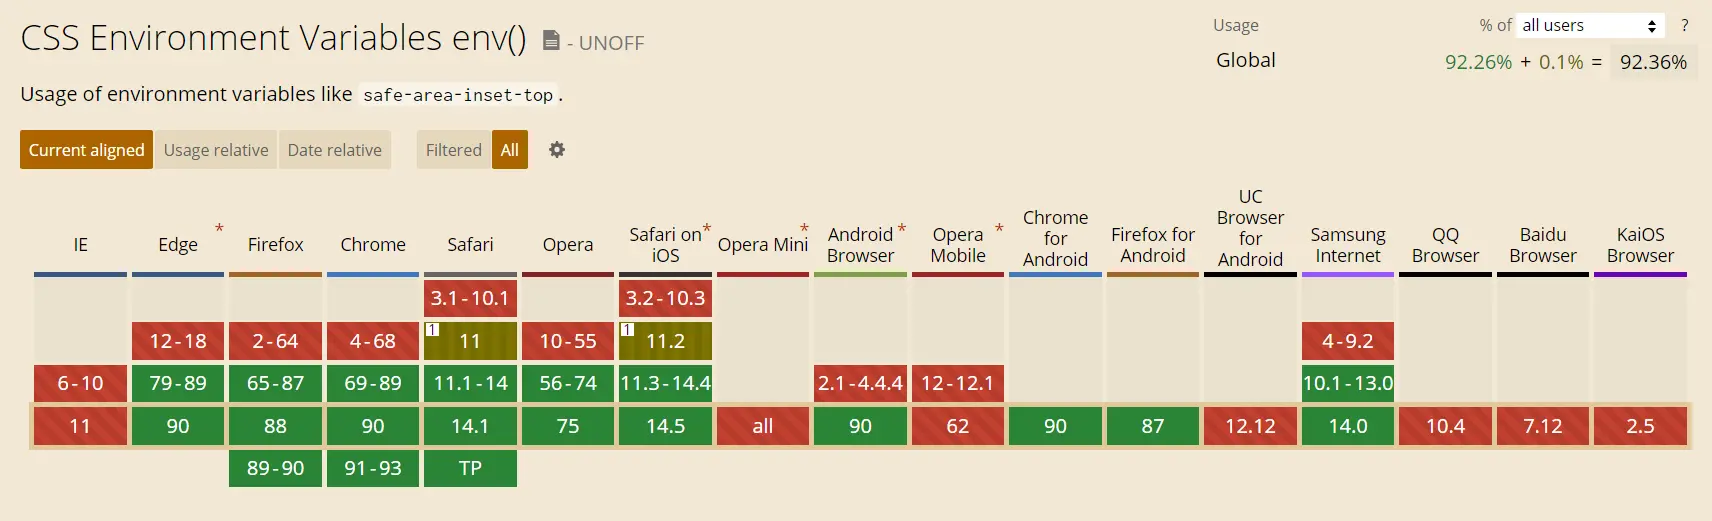 CSS Environment Variables env() - UNOFF
Usage % of all users ?
Global 92.26% + 0.1% = 92.36%
Usage of environment variables like safe-area-inset-top.
Current aligned Usage relative Date relative Filtered All
IE Edge * Firefox Chrome Safari Opera Safari on iOS * Opera Mini * Android Browser * Opera Mobile * Chrome for Android Firefox for Android UC Browser for Android Samsung Internet QQ Browser Baidu Browser KaiOS Browser
3.1-10.1 3.2-10.3
12-18 2-64 4-68 1 11 10-55 1 11.2 4-9.2
6-10 79-89 65-87 69-89 11.1-14 56-74 11.3-14.4 2.1-4.4.4 12-12.1 10.1-13.0
11 90 88 90 14.1 75 14.5 all 90 62 90 87 12.12 14.0 10.4 7.12 2.5
89-90 91-93 TP